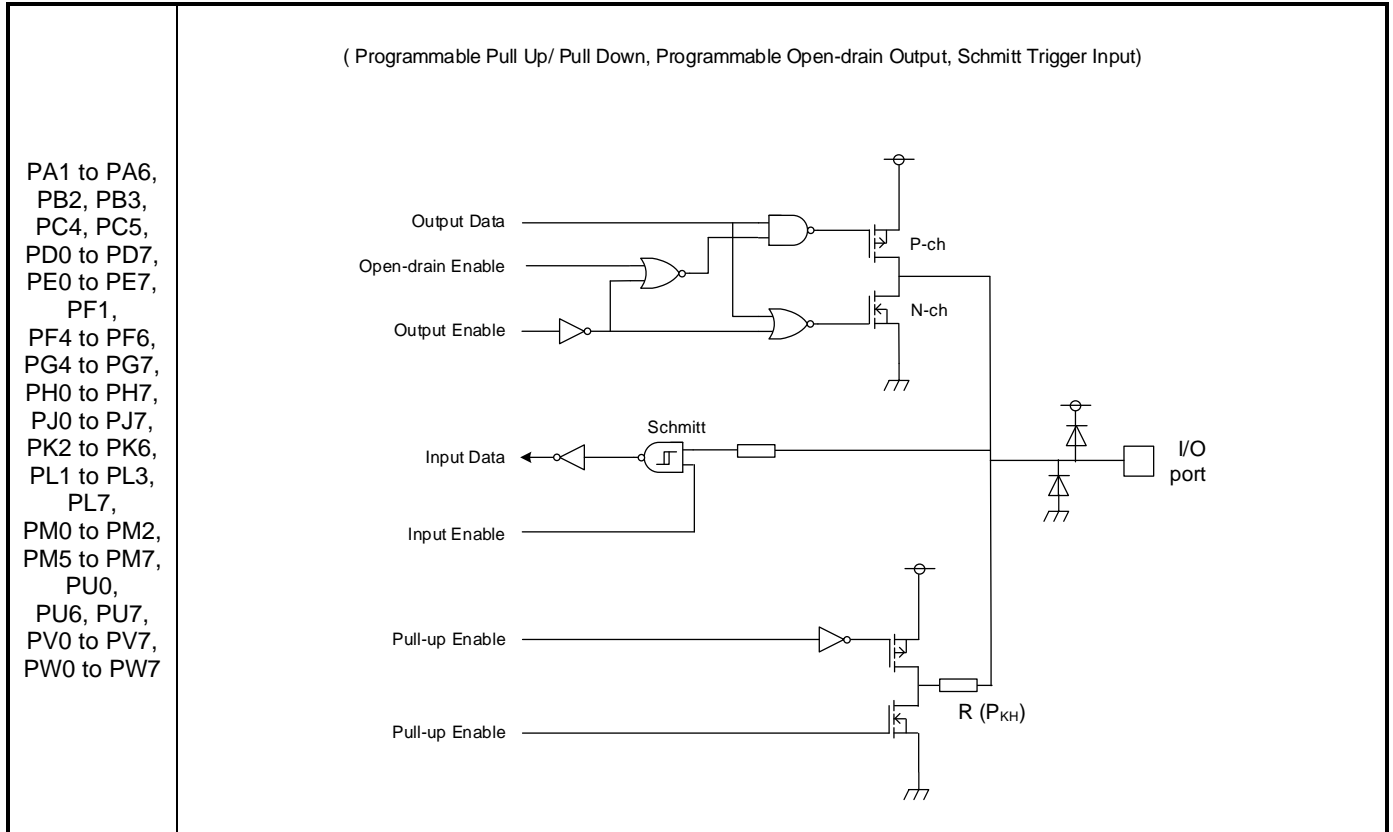 ( Programmable Pull Up/ Pull Down, Programmable Open-drain Output, Schmitt Trigger Input)
PA1 to PA6,
PB2, PB3,
PC4, PC5,
PD0 to PD7,
PE0 to PE7,
PF1,
PF4 to PF6,
PG4 to PG7,
PH0 to PH7,
PJ0 to PJ7,
PK2 to PK6,
PL1 to PL3,
PL7,
PM0 to PM2,
PM5 to PM7,
PU0,
PU6, PU7,
PV0 to PV7,
PW0 to PW7
Output Data
P-ch
Open-drain Enable
N-ch
Output Enable
Schmitt
Input Data
I/O
port
Input Enable
Pull-up Enable
R (PKH)
Pull-up Enable